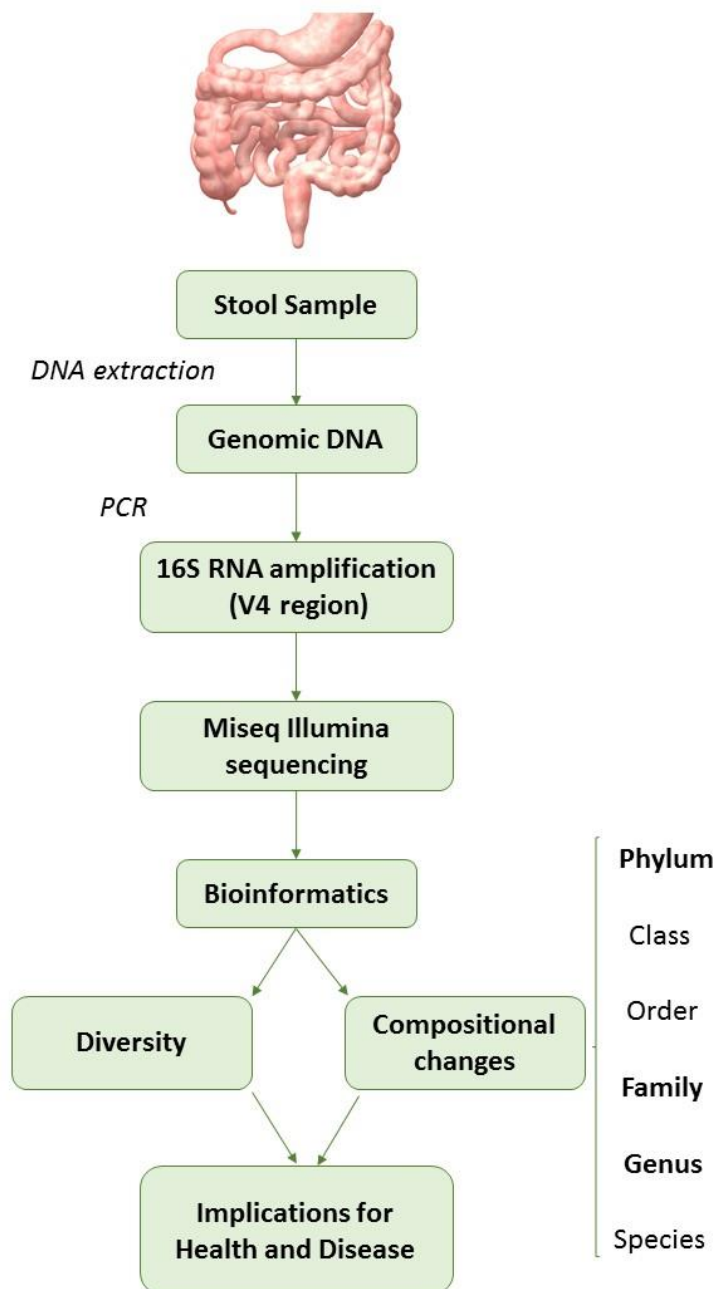 Stool Sample
DNA extraction
Genomic DNA
PCR
16S RNA amplification
(V4 region)
Miseq Illumina
sequencing
Bioinformatics
Diversity
Compositional
changes
Phylum
Class
Order
Family
Genus
Species
Implications for
Health and Disease